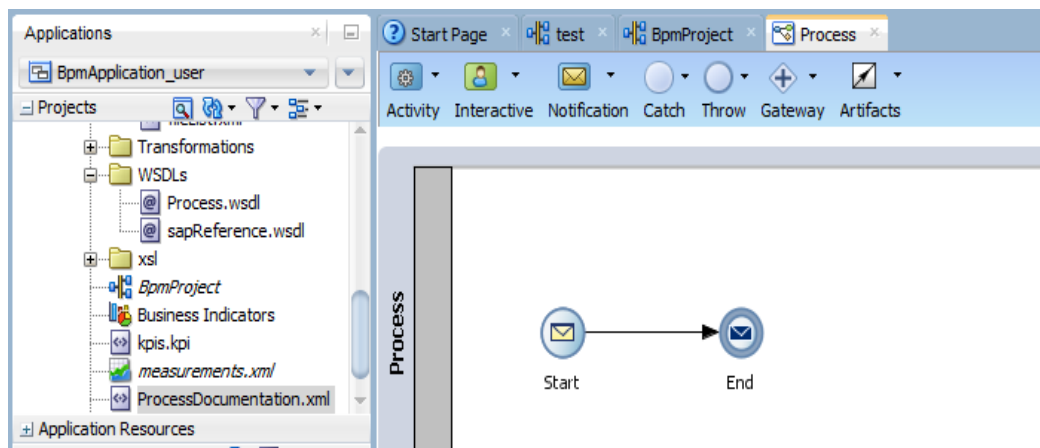 Applications
BpmApplication_user
Projects
Transformations
WSDLs
Process.wsdl
sapReference.wsdl
xsl
BpmProject
Business Indicators
kpis.kpi
measurements.xml
ProcessDocumentation.xml
Application Resources
Start Page
test
BpmProject
Process
Activity
Interactive
Notification
Catch
Throw
Gateway
Artifacts
Process
Start
End